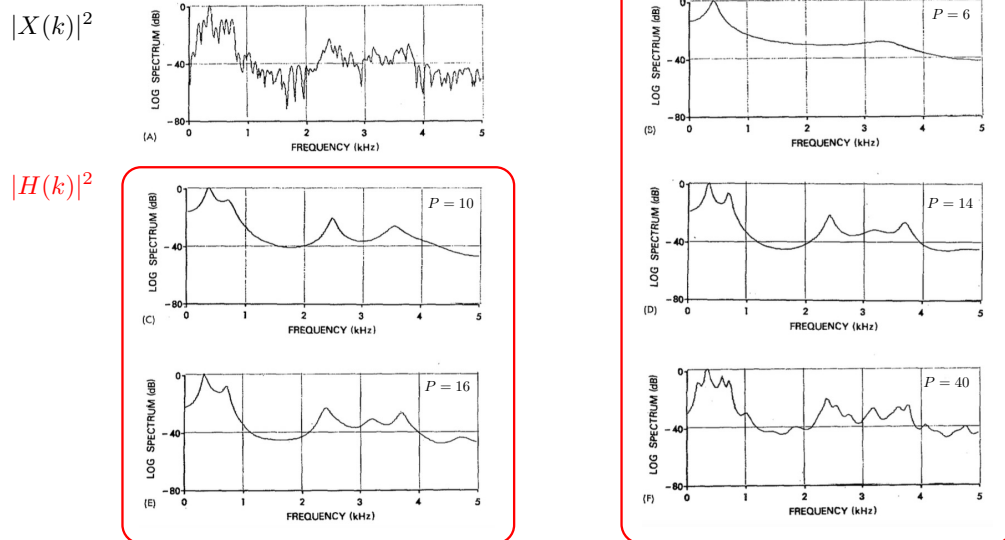 |X(k)|²
LOG SPECTRUM (dB)
0
−40
−80
0 1 2 3 4 5
FREQUENCY (kHz)
(A)
P = 6
LOG SPECTRUM (dB)
0
−40
−80
0 1 2 3 4 5
FREQUENCY (kHz)
(B)
|H(k)|²
P = 10
LOG SPECTRUM (dB)
0
−40
−80
0 1 2 3 4 5
FREQUENCY (kHz)
(C)
P = 14
LOG SPECTRUM (dB)
0
−40
−80
0 1 2 3 4 5
FREQUENCY (kHz)
(D)
P = 16
LOG SPECTRUM (dB)
0
−40
−80
0 1 2 3 4 5
FREQUENCY (kHz)
(E)
P = 40
LOG SPECTRUM (dB)
0
−40
−80
0 1 2 3 4 5
FREQUENCY (kHz)
(F)